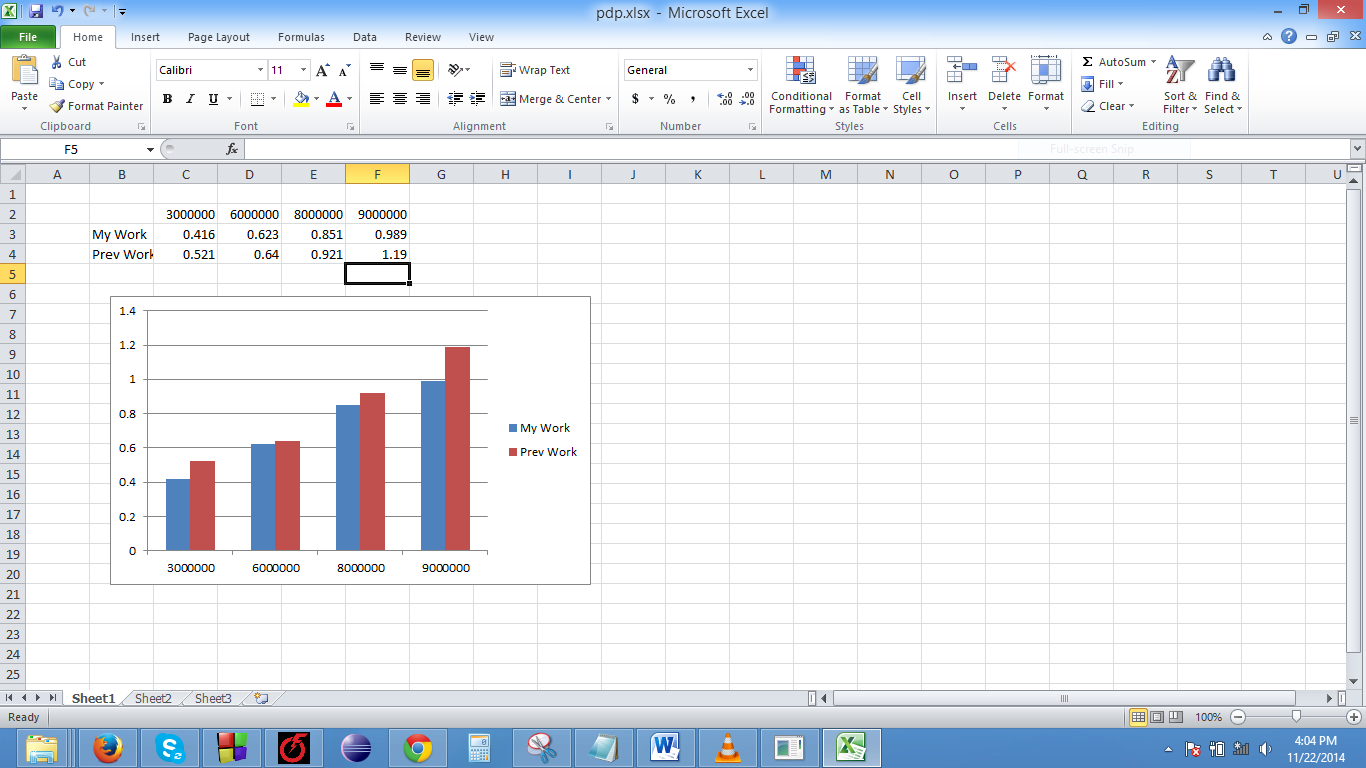 pdp.xlsx - Microsoft Excel
File Home Insert Page Layout Formulas Data Review View
Paste Cut Copy Format Painter
Calibri 11
B I U
Wrap Text
Merge & Center
General
$ % ,
Conditional Formatting Format as Table Cell Styles
Insert Delete Format
AutoSum Fill Clear
Sort & Filter Find & Select
Clipboard Font Alignment Number Styles Cells Editing
F5 fx
Full-screen Snip
A B C D E F G H I J K L M N O P Q R S T U
1
2 3000000 6000000 8000000 9000000
3 My Work 0.416 0.623 0.851 0.989
4 Prev Work 0.521 0.64 0.921 1.19
5
6
7
8
9
10
11
12
13
14
15
16
17
18
19
20
21
22
23
24
25
1.4
1.2
1
0.8
0.6
0.4
0.2
0
3000000 6000000 8000000 9000000
My Work
Prev Work
Sheet1 Sheet2 Sheet3
Ready 100%
4:04 PM
11/22/2014